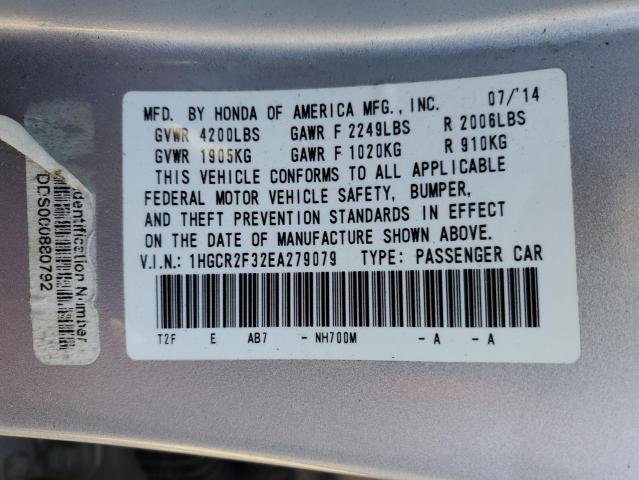 MFD. BY HONDA OF AMERICA MFG., INC. 07/'14
GVWR 4200LBS GAWR F 2249LBS R 2006LBS
GVWR 1905KG GAWR F 1020KG R 910KG
THIS VEHICLE CONFORMS TO ALL APPLICABLE
FEDERAL MOTOR VEHICLE SAFETY, BUMPER,
AND THEFT PREVENTION STANDARDS IN EFFECT
ON THE DATE OF MANUFACTURE SHOWN ABOVE.
V.I.N.: 1HGCR2F32EA279079 TYPE: PASSENGER CAR
T2F E AB7 - NH700M - A - A
Identification Number
DDS000880792